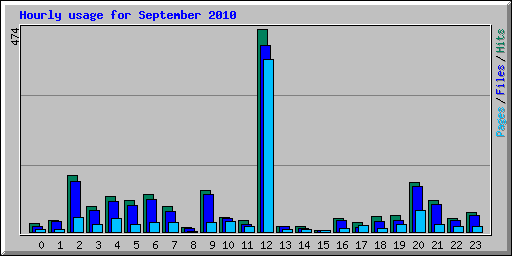 Hourly usage for September 2010
474
Pages/Files/Hits
0 1 2 3 4 5 6 7 8 9 10 11 12 13 14 15 16 17 18 19 20 21 22 23